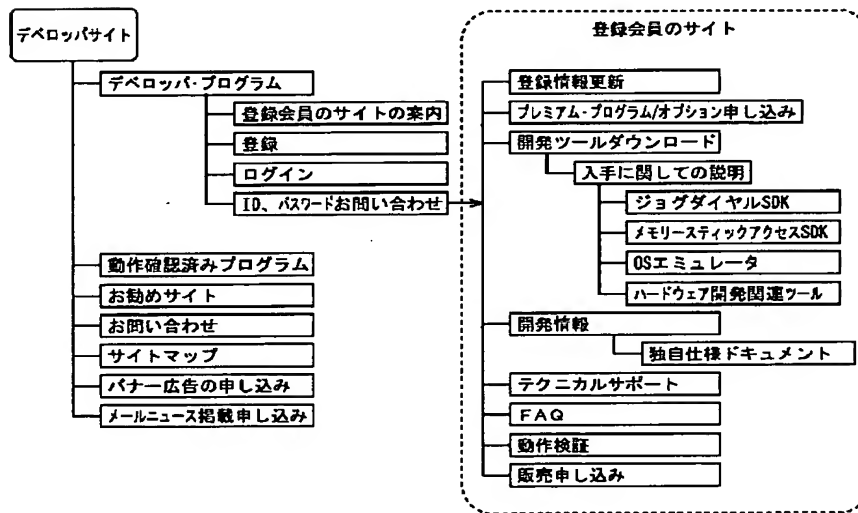 デベロッパサイト
デベロッパ・プログラム
登録会員のサイトの案内
登録
ログイン
ID、パスワードお問い合わせ
動作確認済みプログラム
お勧めサイト
お問い合わせ
サイトマップ
バナー広告の申し込み
メールニュース掲載申し込み
登録会員のサイト
登録情報更新
プレミアム・プログラム/オプション申し込み
開発ツールダウンロード
入手に関しての説明
ジョグダイヤルSDK
メモリースティックアクセスSDK
OSエミュレータ
ハードウェア開発関連ツール
開発情報
独自仕様ドキュメント
テクニカルサポート
FAQ
動作検証
販売申し込み